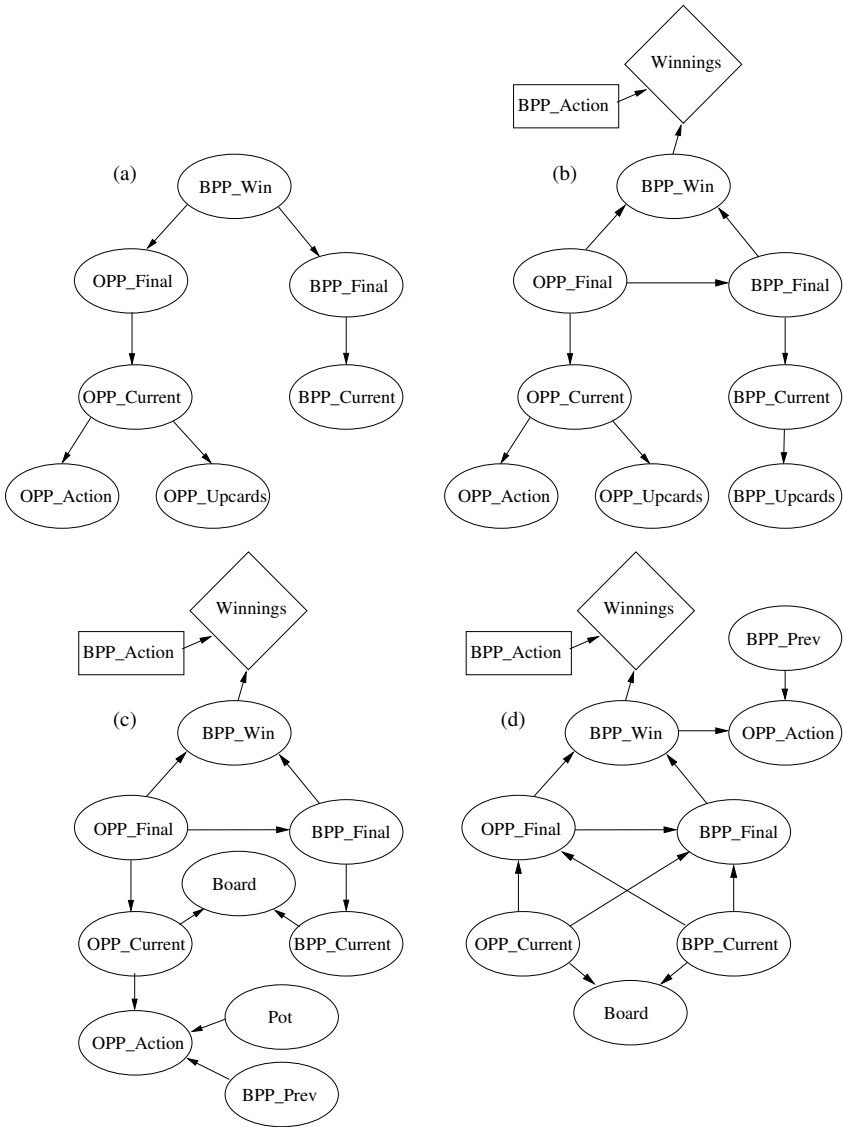 Winnings
BPP_Action
(a)
BPP_Win
(b)
BPP_Win
OPP_Final
BPP_Final
OPP_Final
BPP_Final
OPP_Current
BPP_Current
OPP_Current
BPP_Current
OPP_Action
OPP_Upcards
OPP_Action
OPP_Upcards
BPP_Upcards
Winnings
BPP_Action
Winnings
BPP_Action
BPP_Prev
(c)
BPP_Win
(d)
BPP_Win
OPP_Action
OPP_Final
BPP_Final
OPP_Final
BPP_Final
Board
OPP_Current
BPP_Current
OPP_Current
BPP_Current
Board
Pot
OPP_Action
BPP_Prev